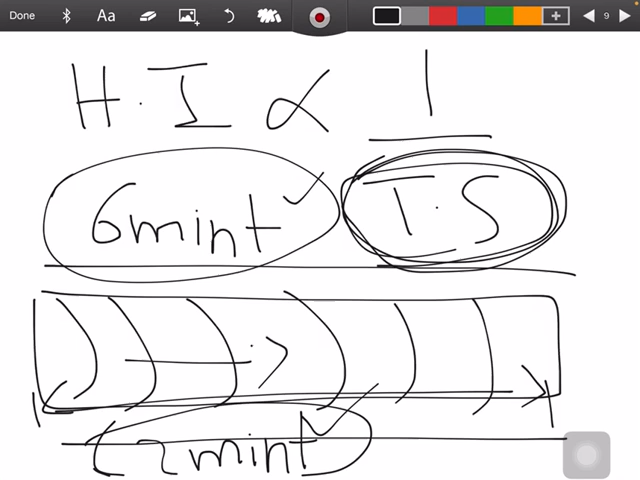 Done Aa 9
H.I ∝ 1
6mint T.S
2mint